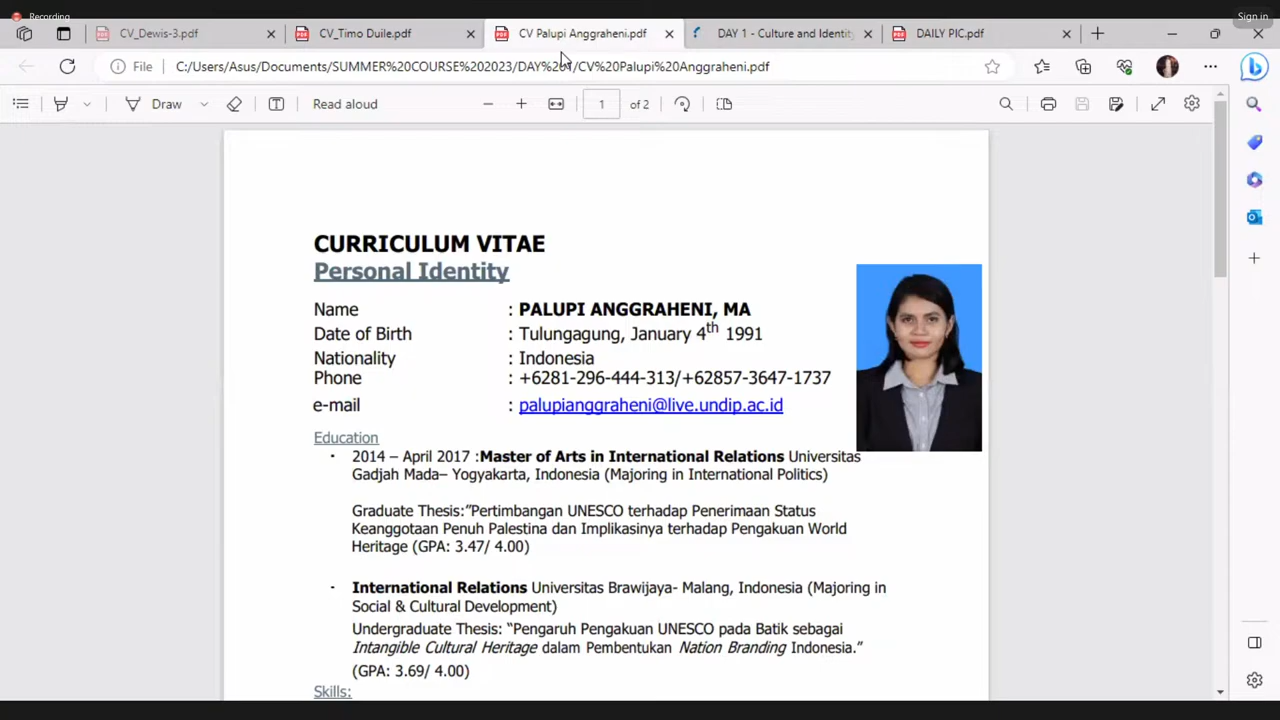 Recording
Sign in
CV_Dewis-3.pdf
CV_Timo Duile.pdf
CV Palupi Anggraheni.pdf
DAY 1 - Culture and Identity
DAILY PIC.pdf
File
C:/Users/Asus/Documents/SUMMER%20COURSE%202023/DAY%201/CV%20Palupi%20Anggraheni.pdf
Draw
Read aloud
1 of 2
CURRICULUM VITAE
Personal Identity
Name : PALUPI ANGGRAHENI, MA
Date of Birth : Tulungagung, January 4th 1991
Nationality : Indonesia
Phone : +6281-296-444-313/+62857-3647-1737
e-mail : palupianggraheni@live.undip.ac.id
Education
- 2014 – April 2017 :Master of Arts in International Relations Universitas
Gadjah Mada– Yogyakarta, Indonesia (Majoring in International Politics)
Graduate Thesis:”Pertimbangan UNESCO terhadap Penerimaan Status
Keanggotaan Penuh Palestina dan Implikasinya terhadap Pengakuan World
Heritage (GPA: 3.47/ 4.00)
- International Relations Universitas Brawijaya- Malang, Indonesia (Majoring in
Social & Cultural Development)
Undergraduate Thesis: “Pengaruh Pengakuan UNESCO pada Batik sebagai
Intangible Cultural Heritage dalam Pembentukan Nation Branding Indonesia.”
(GPA: 3.69/ 4.00)
Skills: